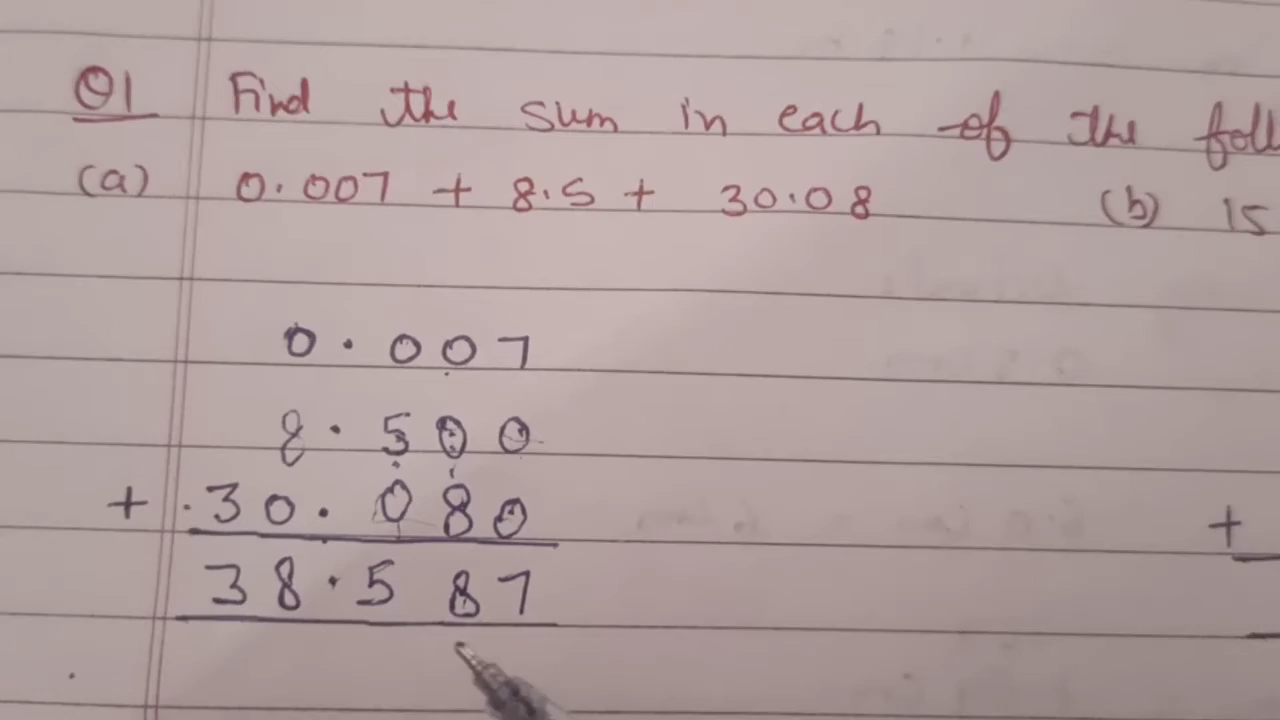 Q1 Find the sum in each of the foll
(a) 0.007 + 8.5 + 30.08 (b) 15
0.007
8.500
+ 30.080 +
38.587